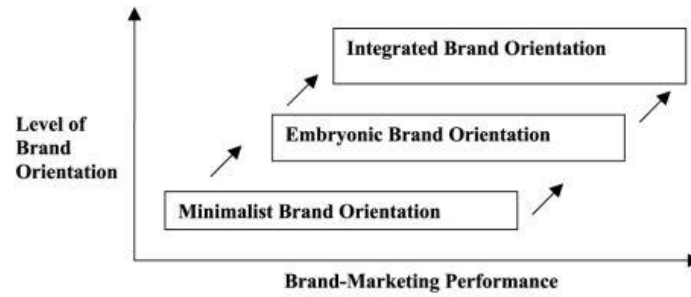 Integrated Brand Orientation
Level of
Brand
Orientation
Embryonic Brand Orientation
Minimalist Brand Orientation
Brand-Marketing Performance